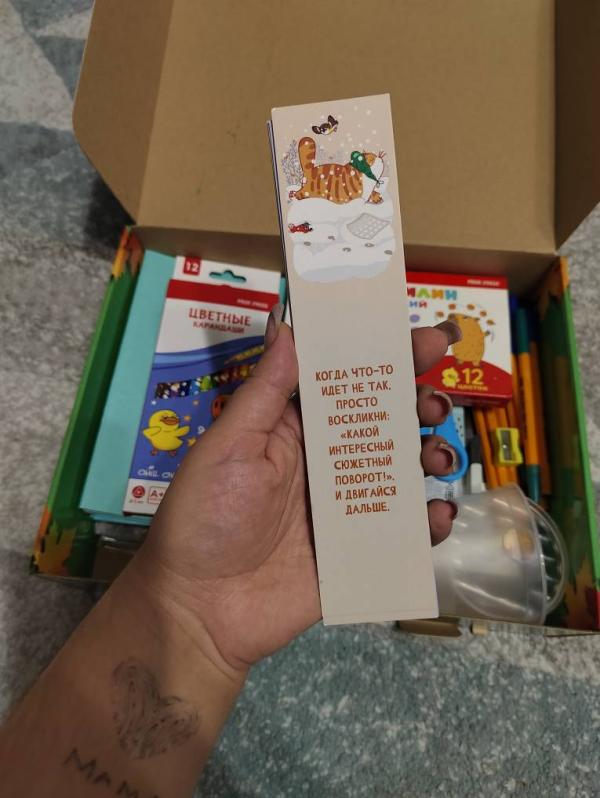 КОГДА ЧТО-ТО
ИДЕТ НЕ ТАК,
ПРОСТО
ВОСКЛИКНИ:
«КАКОЙ
ИНТЕРЕСНЫЙ
СЮЖЕТНЫЙ
ПОВОРОТ!».
И ДВИГАЙСЯ
ДАЛЬШЕ.
12
ЦВЕТНЫЕ
КАРАНДАШИ
12
ЦВЕТОВ
МАМА